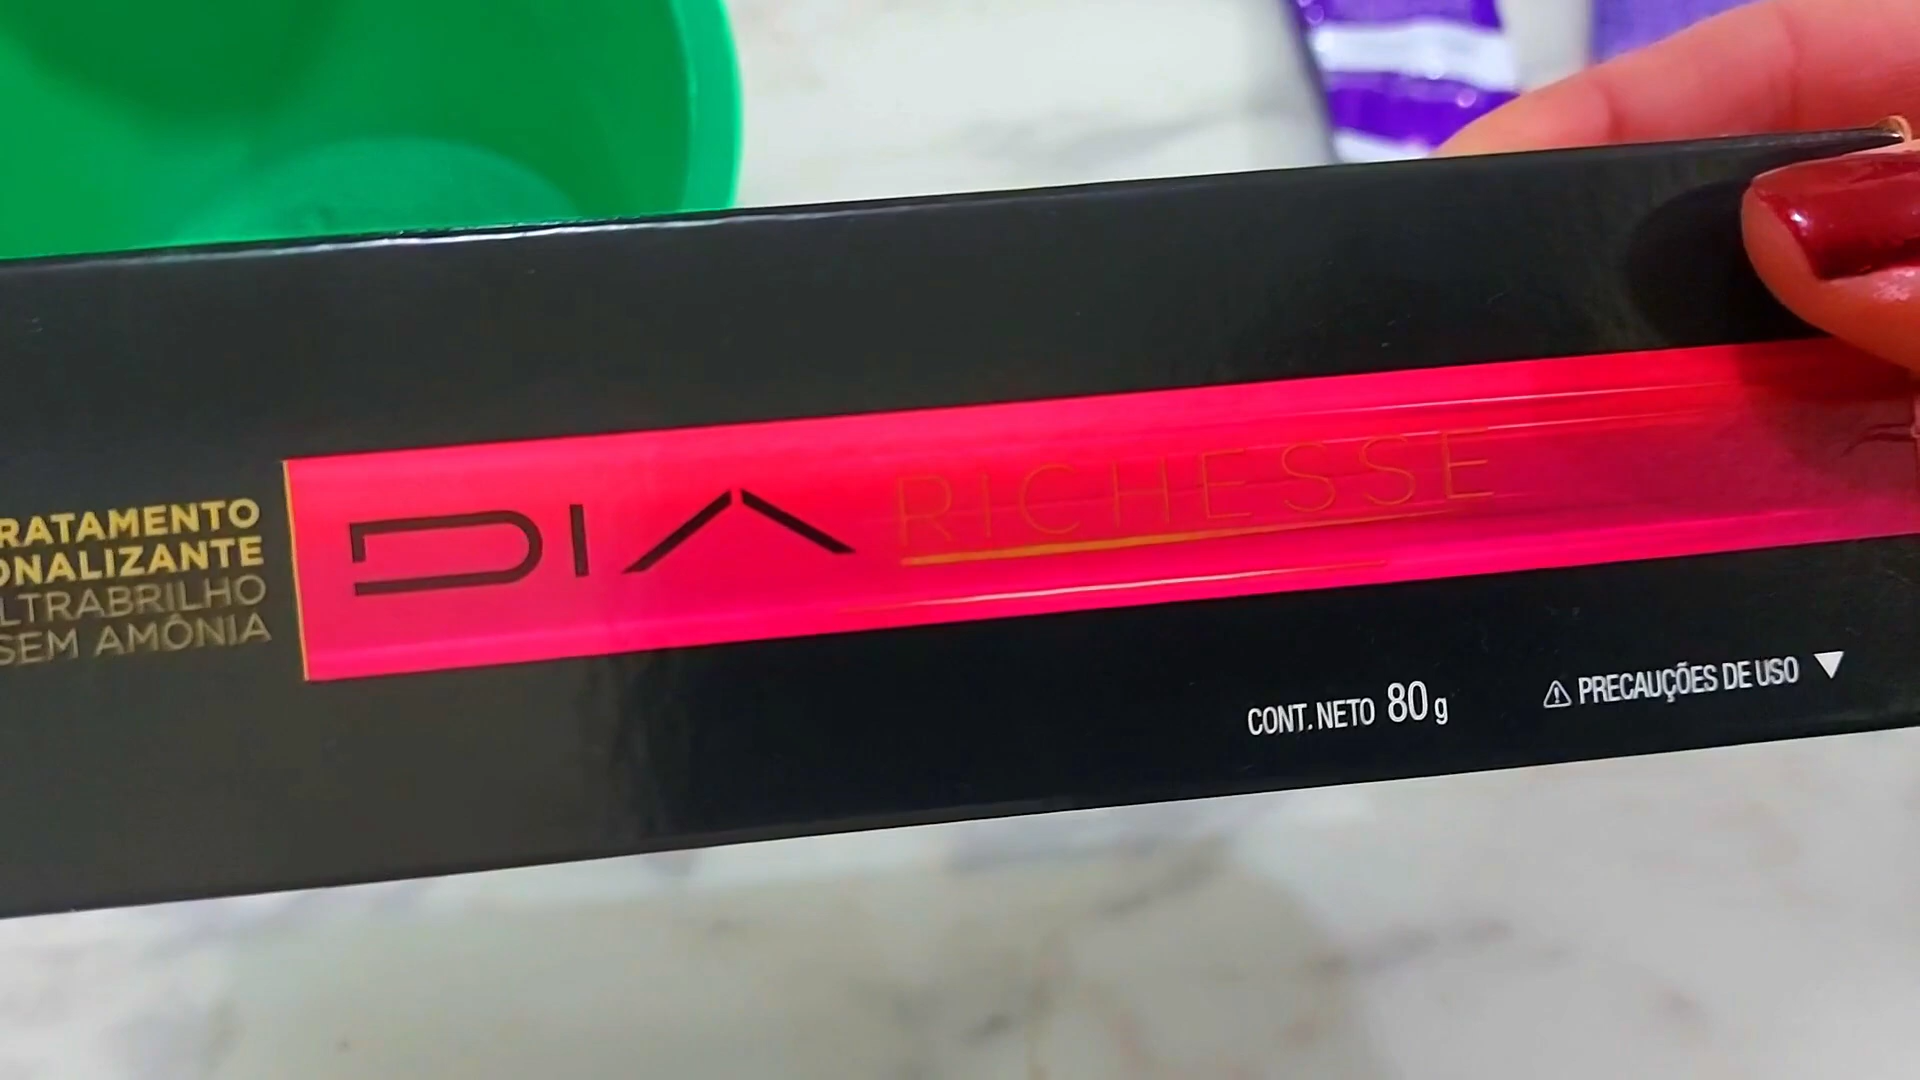 RATAMENTO
ONALIZANTE
LTRABRILHO
SEM AMÔNIA
DIA RICHESSE
CONT. NETO 80 g
⚠ PRECAUÇÕES DE USO ▼